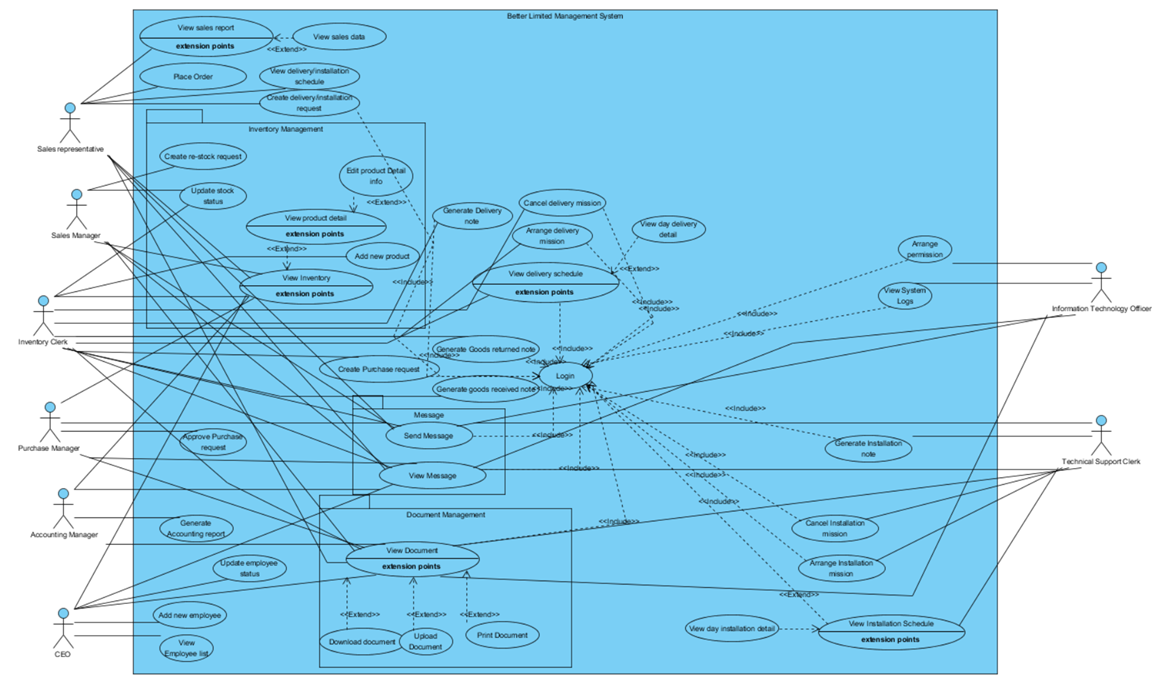 Better Limited Management System
View sales report
extension points
<<Extend>>
View sales data
Place Order
View delivery/installation
schedule
Create delivery/installation
request
Sales representative
Inventory Management
Create re-stock request
Edit product Detail
info
<<Extend>>
Update stock
status
View product detail
extension points
<<Extend>>
Add new product
View Inventory
extension points
Sales Manager
Inventory Clerk
Generate Delivery
note
Cancel delivery mission
Arrange delivery
mission
View day delivery
detail
<<Extend>>
View delivery schedule
extension points
<<Include>>
<<Include>>
<<Include>>
Arrange
permission
View System
Logs
<<Include>>
<<Include>>
Information Technology Officer
<<Include>>
Generate Goods returned note
<<Include>>
<<Include>>
Create Purchase request
Login
Generate goods received note
<<Include>>
Message
Send Message
<<Include>>
View Message
<<Include>>
Purchase Manager
Approve Purchase
request
<<Include>>
Generate Installation
note
Technical Support Clerk
<<Include>>
<<Include>>
<<Include>>
Accounting Manager
Generate
Accounting report
Document Management
<<Include>>
Cancel Installation
mission
View Document
extension points
Arrange Installation
mission
Update employee
status
<<Extend>>
<<Extend>>
<<Extend>>
<<Extend>>
Add new employee
View
Employee list
CEO
Download document
Upload
Document
Print Document
View day installation detail
View Installation Schedule
extension points